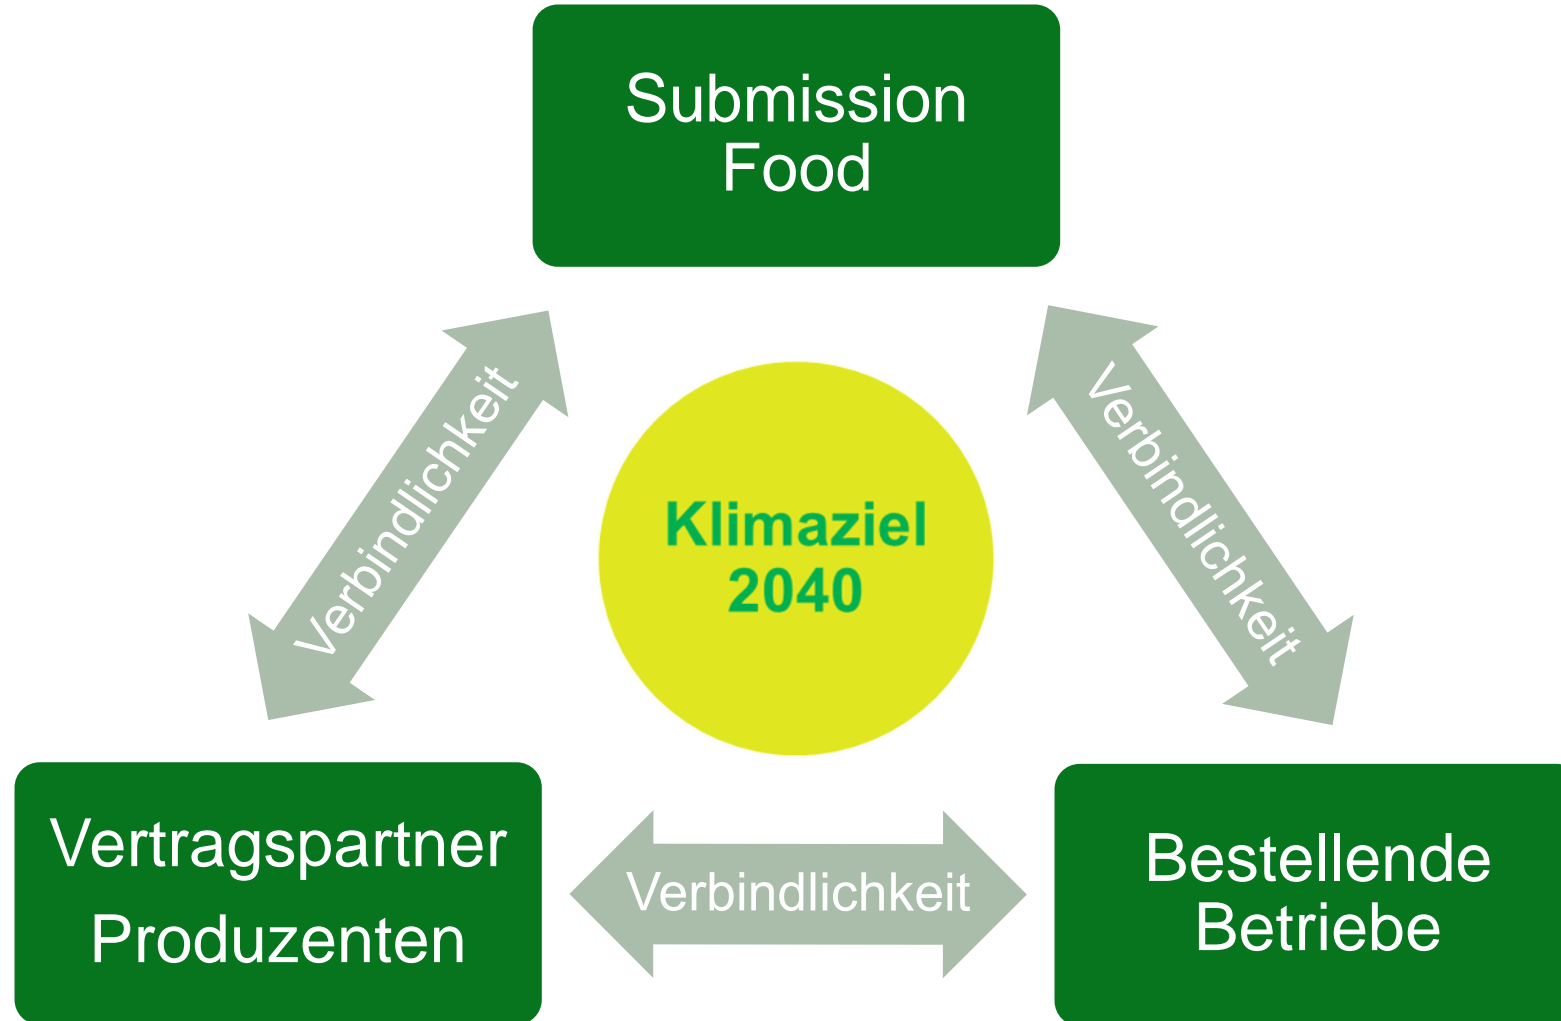 Submission
Food
Verbindlichkeit
Verbindlichkeit
Klimaziel
2040
Vertragspartner
Produzenten
Verbindlichkeit
Bestellende
Betriebe